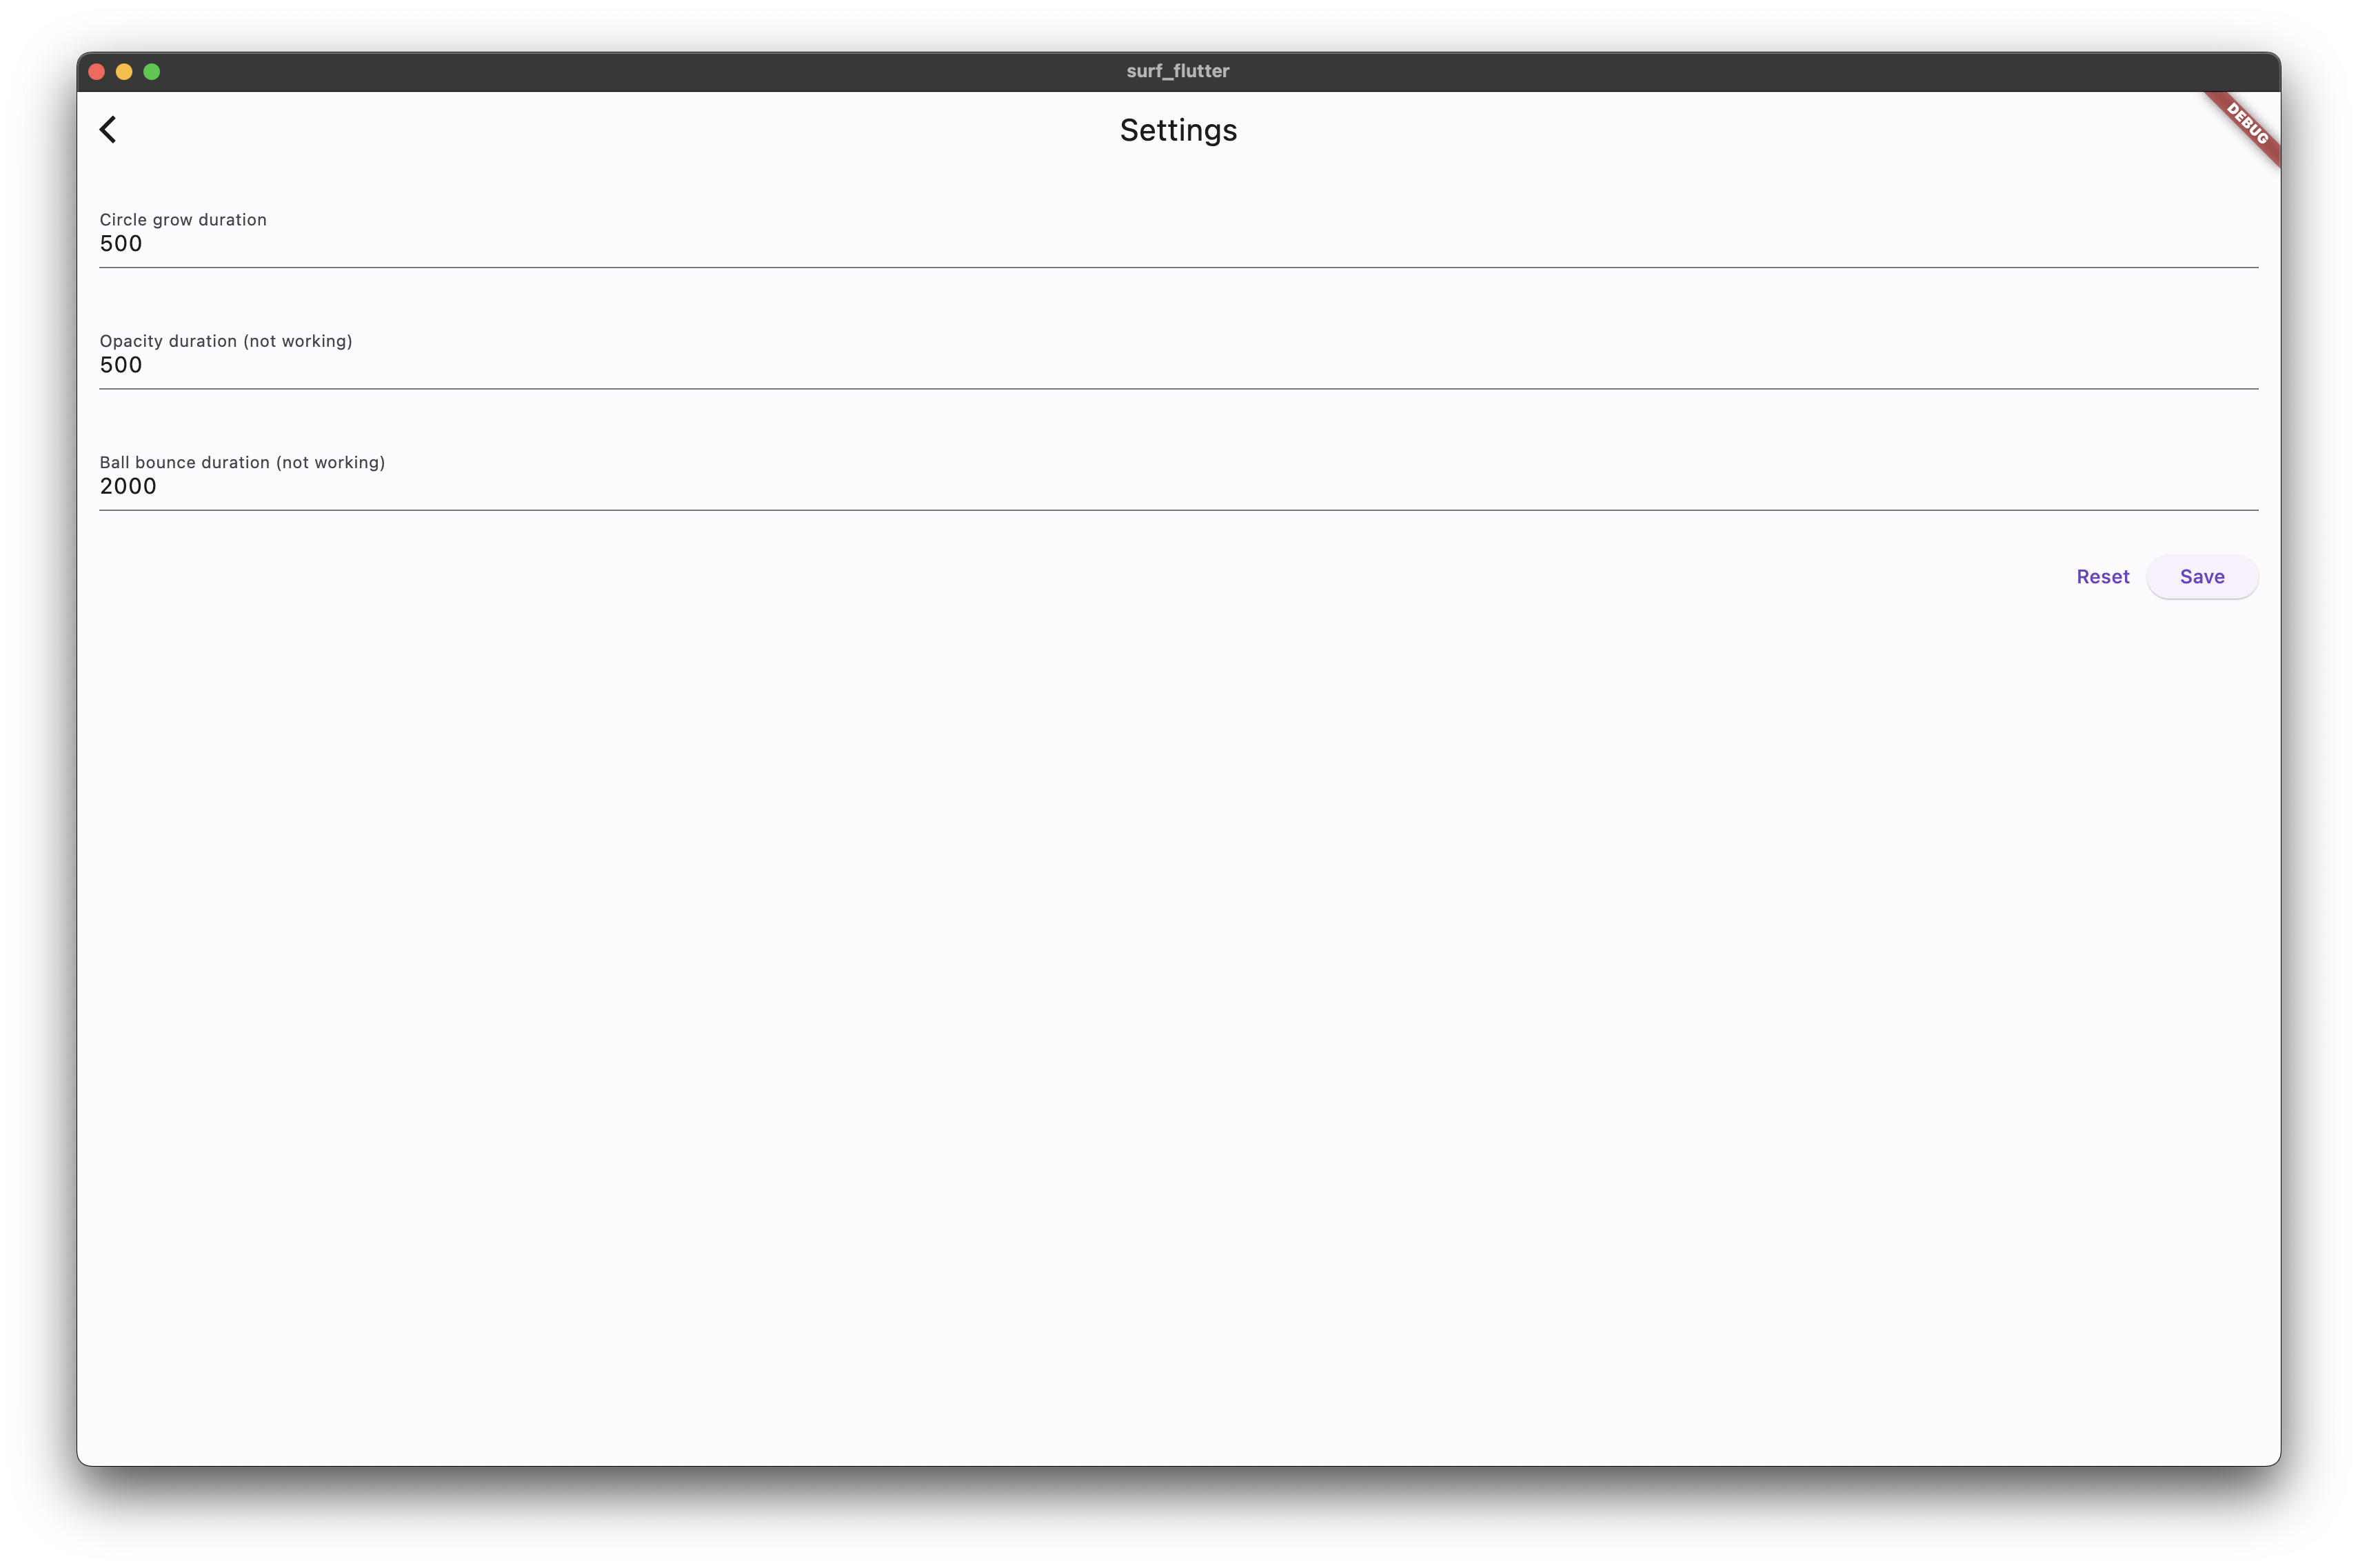 surf_flutter
DEBUG
Settings
Circle grow duration
500
Opacity duration (not working)
500
Ball bounce duration (not working)
2000
Reset
Save